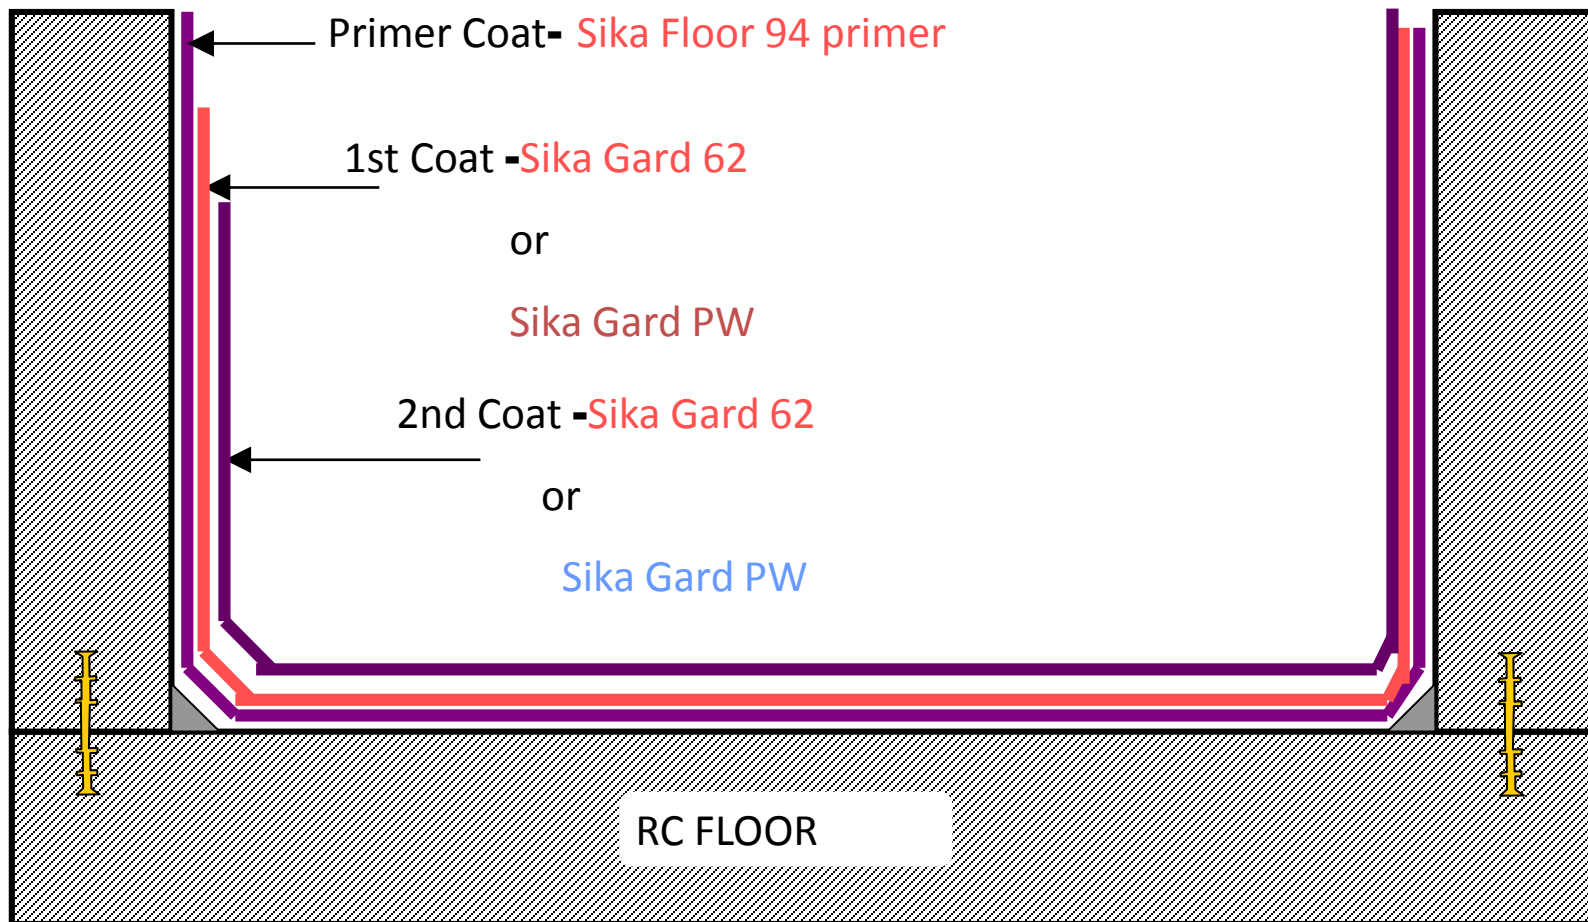 Primer Coat- Sika Floor 94 primer
1st Coat -Sika Gard 62
or
Sika Gard PW
2nd Coat -Sika Gard 62
or
Sika Gard PW
RC FLOOR